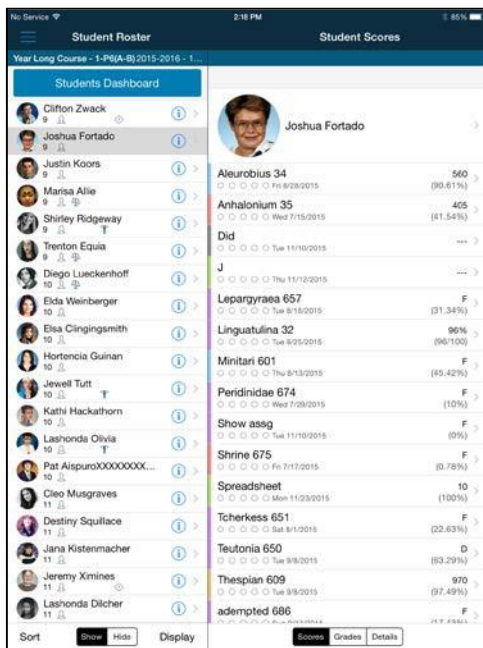 No Service
2:18 PM
85%
Student Roster
Student Scores
Year Long Course - 1-P6(A-B) 2015-2016 - 1...
Students Dashboard
Clifton Zwack
9
Joshua Fortado
9
Justin Koors
9
Marisa Allie
9
Shirley Ridgeway
9
Trenton Equia
9
Diego Lueckenhoff
10
Elda Weinberger
10
Elsa Clingingsmith
10
Hortencia Guinan
10
Jewell Tutt
10
Kathi Hackathorn
10
Lashonda Olivia
10
Pat AispuroXXXXXXXX...
10
Cleo Musgraves
11
Destiny Squillace
11
Jana Kistenmacher
11
Jeremy Ximines
11
Lashonda Dilcher
11
Sort
Show
Hide
Display
Joshua Fortado
Aleurobius 34
560
Fri 8/28/2015
(90.61%)
Anhalonium 35
405
Wed 7/15/2015
(41.54%)
Did
---
Tue 11/10/2015
J
---
Thu 11/12/2015
Lepargyraea 657
F
Tue 8/18/2015
(31.34%)
Linguatulina 32
96%
(96/100)
Minitari 601
F
Thu 8/13/2015
(45.42%)
Peridinidae 674
F
Wed 7/29/2015
(10%)
Show assg
F
Tue 11/10/2015
(0%)
Shrine 675
F
Fri 7/17/2015
(0.78%)
Spreadsheet
10
Mon 11/23/2015
(100%)
Tcherkess 651
F
Sat 8/1/2015
(22.63%)
Teutonia 650
D
Tue 9/8/2015
(63.29%)
Thespian 609
970
Tue 9/8/2015
(97.49%)
adempted 686
F
Scores
Grades
Details